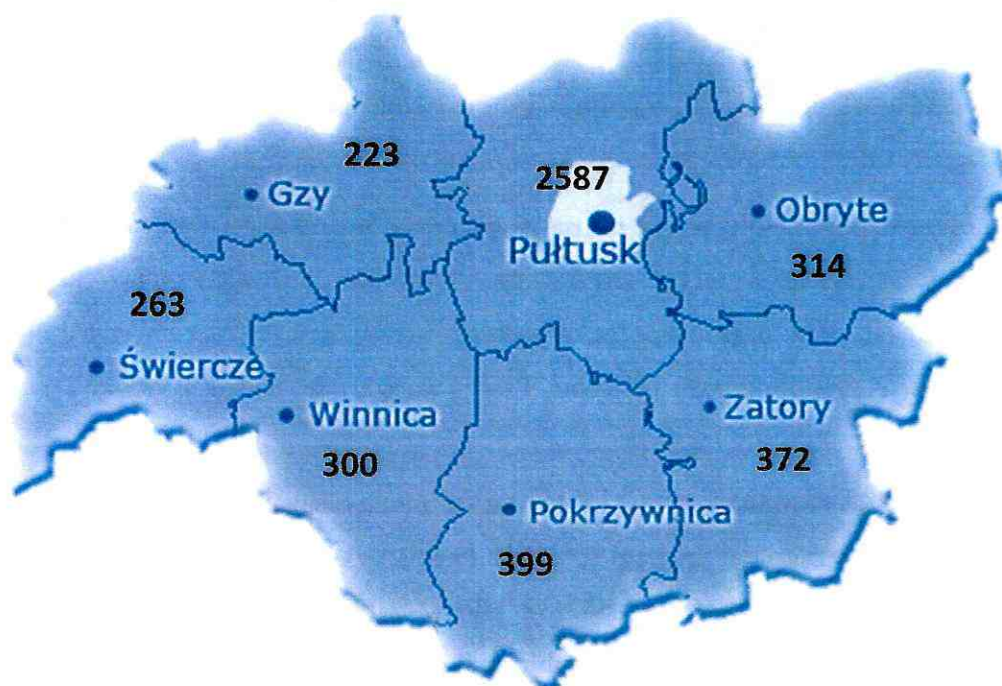 223
Gzy
2587
Pułtusk
Obryte
314
263
Świercze
Winnica
300
Zatory
372
Pokrzywnica
399